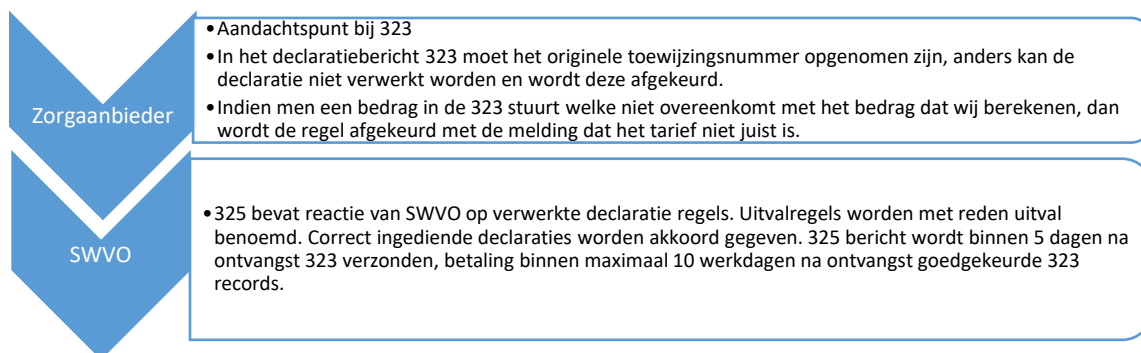 Zorgaanbieder
•Aandachtspunt bij 323
•In het declaratiebericht 323 moet het originele toewijzingsnummer opgenomen zijn, anders kan de
declaratie niet verwerkt worden en wordt deze afgekeurd.
•Indien men een bedrag in de 323 stuurt welke niet overeenkomt met het bedrag dat wij berekenen, dan
wordt de regel afgekeurd met de melding dat het tarief niet juist is.
SWVO
•325 bevat reactie van SWVO op verwerkte declaratie regels. Uitvalregels worden met reden uitval
benoemd. Correct ingediende declaraties worden akkoord gegeven. 325 bericht wordt binnen 5 dagen na
ontvangst 323 verzonden, betaling binnen maximaal 10 werkdagen na ontvangst goedgekeurde 323
records.